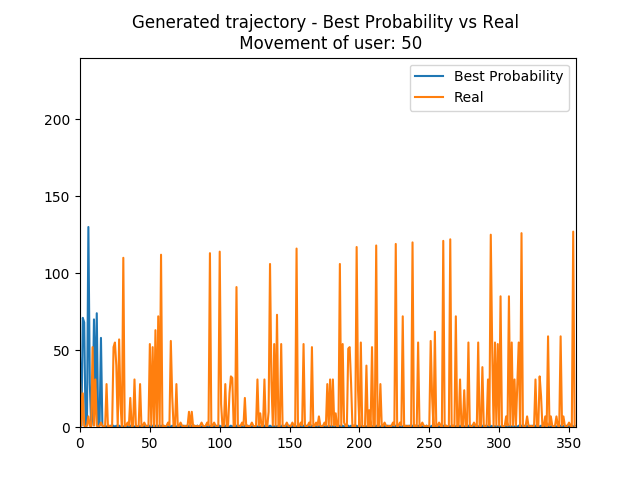 Generated trajectory - Best Probability vs Real
Movement of user: 50
Best Probability
Real
200
150
100
50
0
0 50 100 150 200 250 300 350